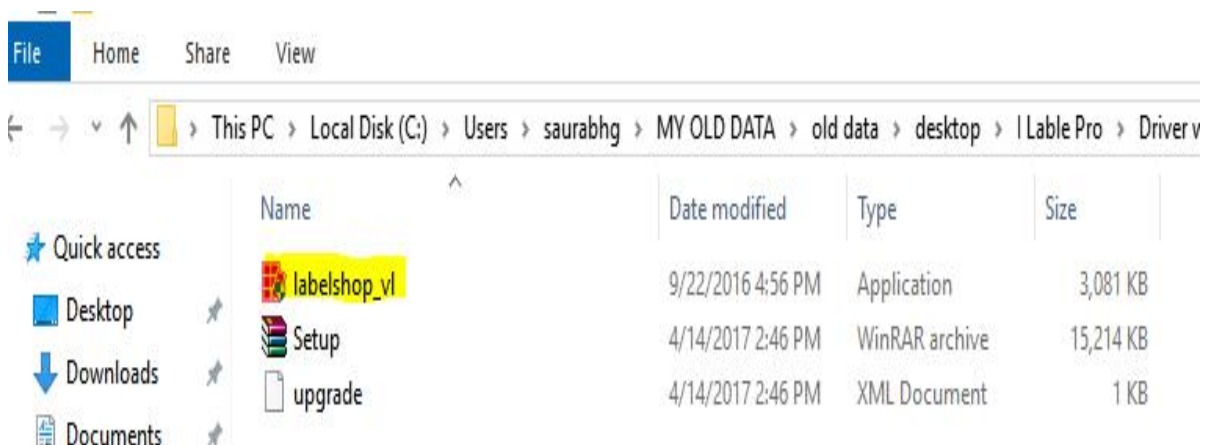 File Home Share View
This PC > Local Disk (C:) > Users > saurabhg > MY OLD DATA > old data > desktop > I Lable Pro > Driver
Name Date modified Type Size
Quick access
labelshop_vl 9/22/2016 4:56 PM Application 3,081 KB
Desktop
Setup 4/14/2017 2:46 PM WinRAR archive 15,214 KB
Downloads
upgrade 4/14/2017 2:46 PM XML Document 1 KB
Documents